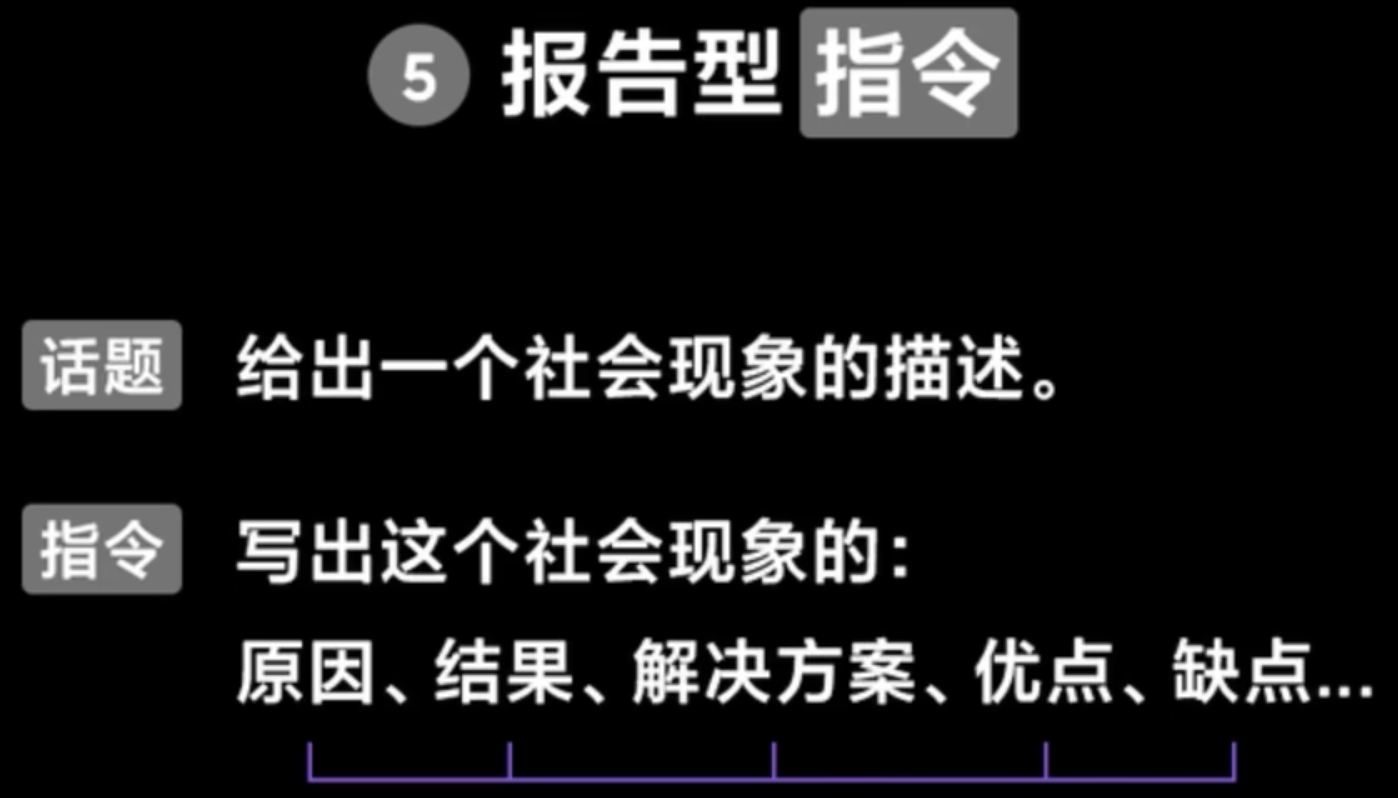 5 报告型 指令
话题 给出一个社会现象的描述。
指令 写出这个社会现象的：
原因、结果、解决方案、优点、缺点...